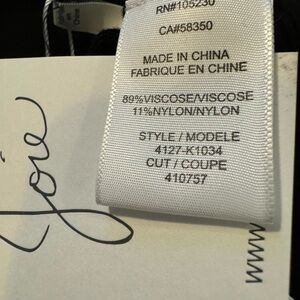 RN#105230
CA#58350
MADE IN CHINA
FABRIQUE EN CHINE
89%VISCOSE/VISCOSE
11%NYLON/NYLON
STYLE / MODELE
4127-K1034
CUT / COUPE
410757
Joie
www